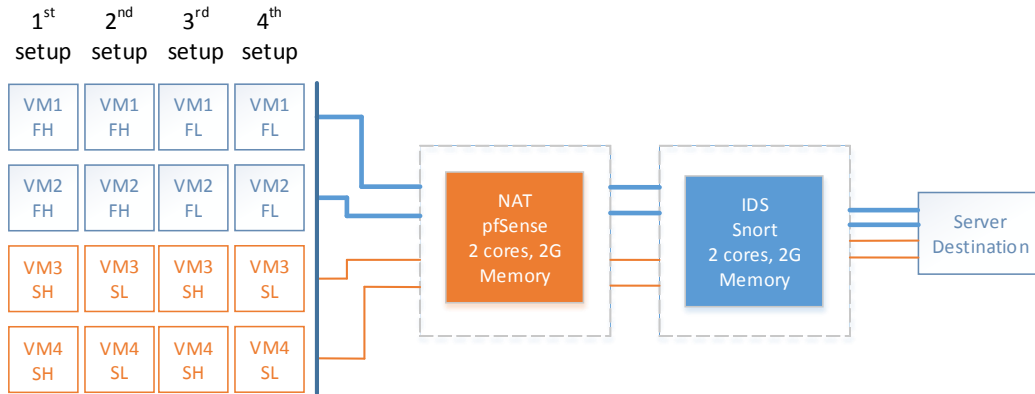 1st 2nd 3rd 4th
setup setup setup setup
VM1 VM1 VM1 VM1
FH FH FL FL
VM2 VM2 VM2 VM2
FH FH FL FL
VM3 VM3 VM3 VM3
SH SL SH SL
VM4 VM4 VM4 VM4
SH SL SH SL
NAT
pfSense
2 cores, 2G
Memory
IDS
Snort
2 cores, 2G
Memory
Server
Destination